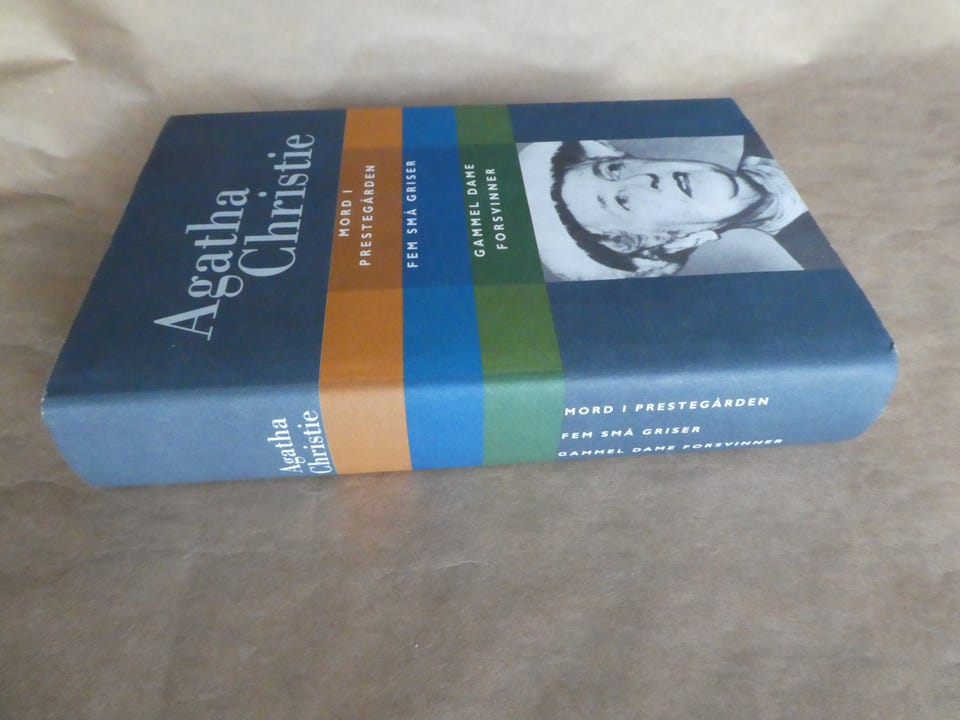 Agatha
Christie
MORD I
PRESTEGÅRDEN
FEM SMÅ GRISER
GAMMEL DAME
FORSVINNER
Agatha
Christie
MORD I PRESTEGÅRDEN
FEM SMÅ GRISER
GAMMEL DAME FORSVINNER